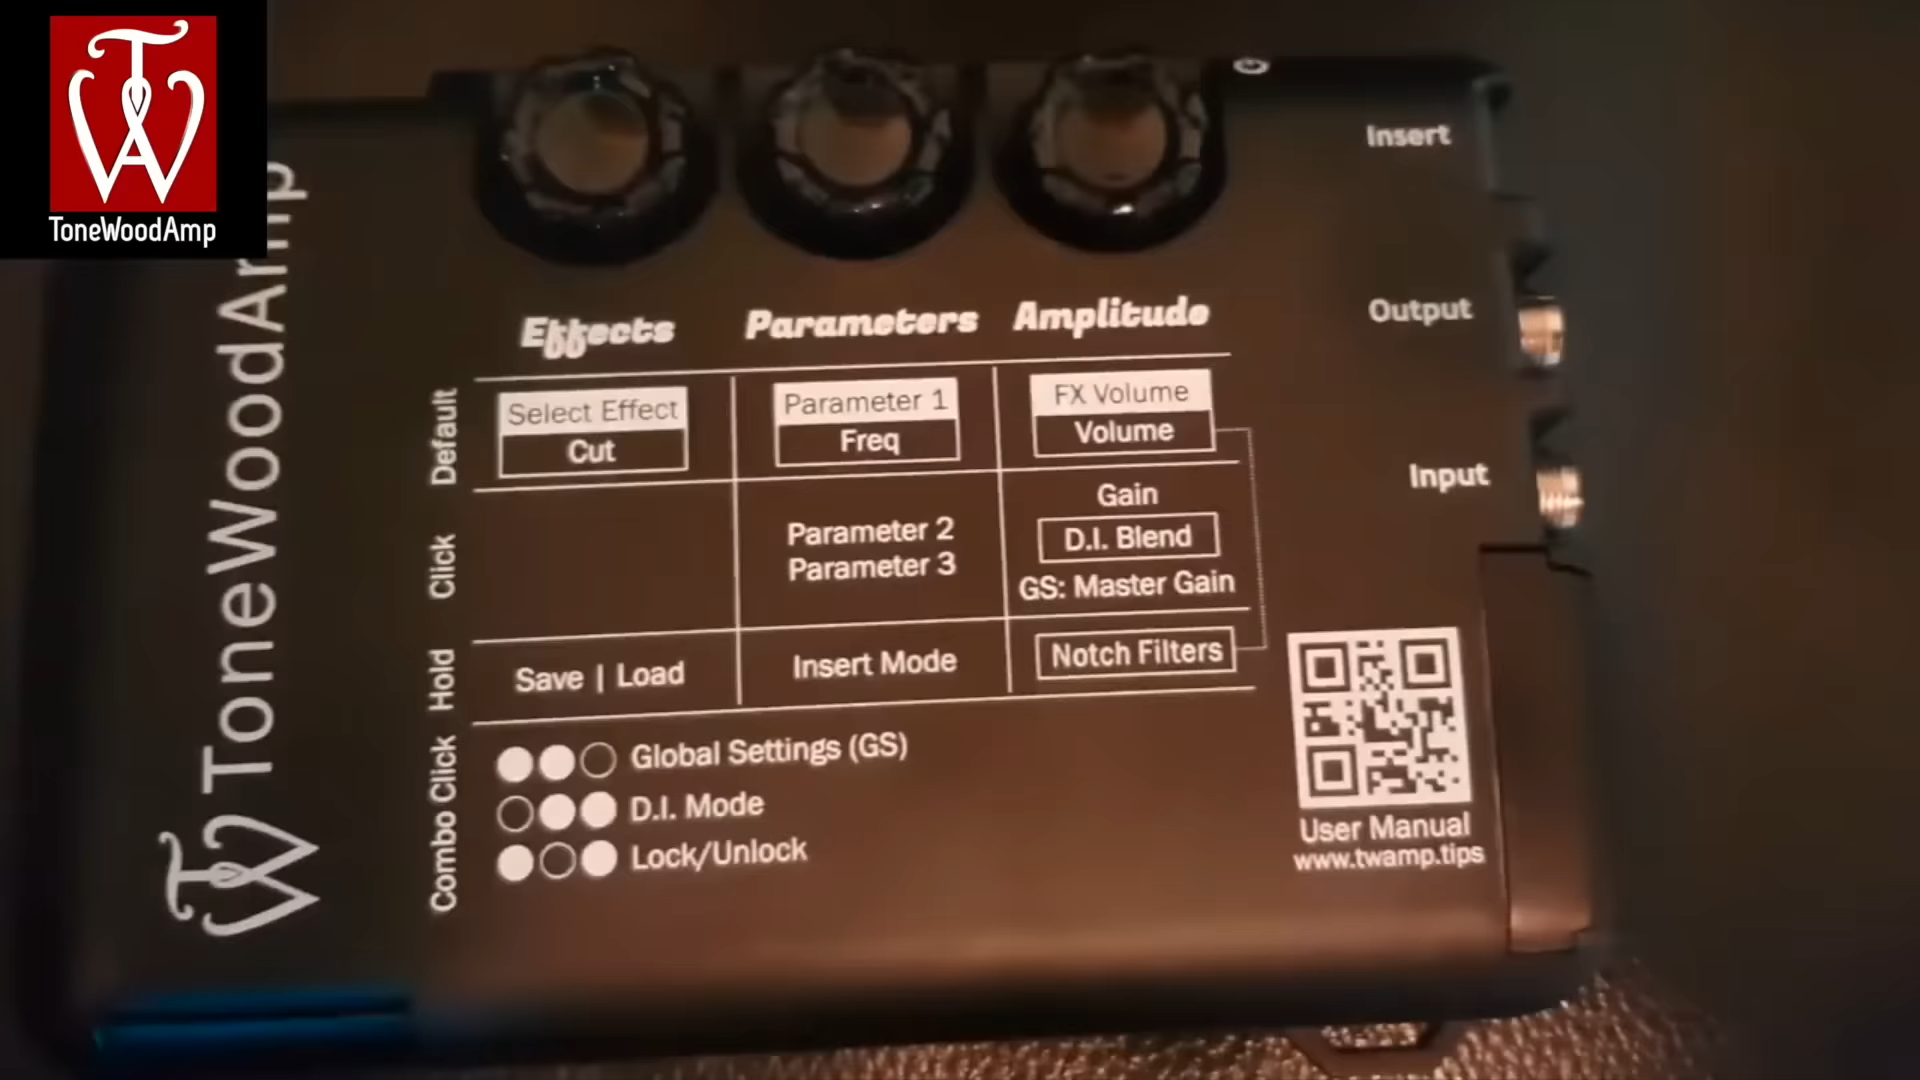 ToneWoodAmp
ToneWoodAmp
Insert
Output
Input
Effects Parameters Amplitude
Default
Select Effect
Cut
Parameter 1
Freq
FX Volume
Volume
Click
Parameter 2
Parameter 3
Gain
D.I. Blend
GS: Master Gain
Hold
Save | Load
Insert Mode
Notch Filters
Combo Click
Global Settings (GS)
D.I. Mode
Lock/Unlock
User Manual
www.twamp.tips